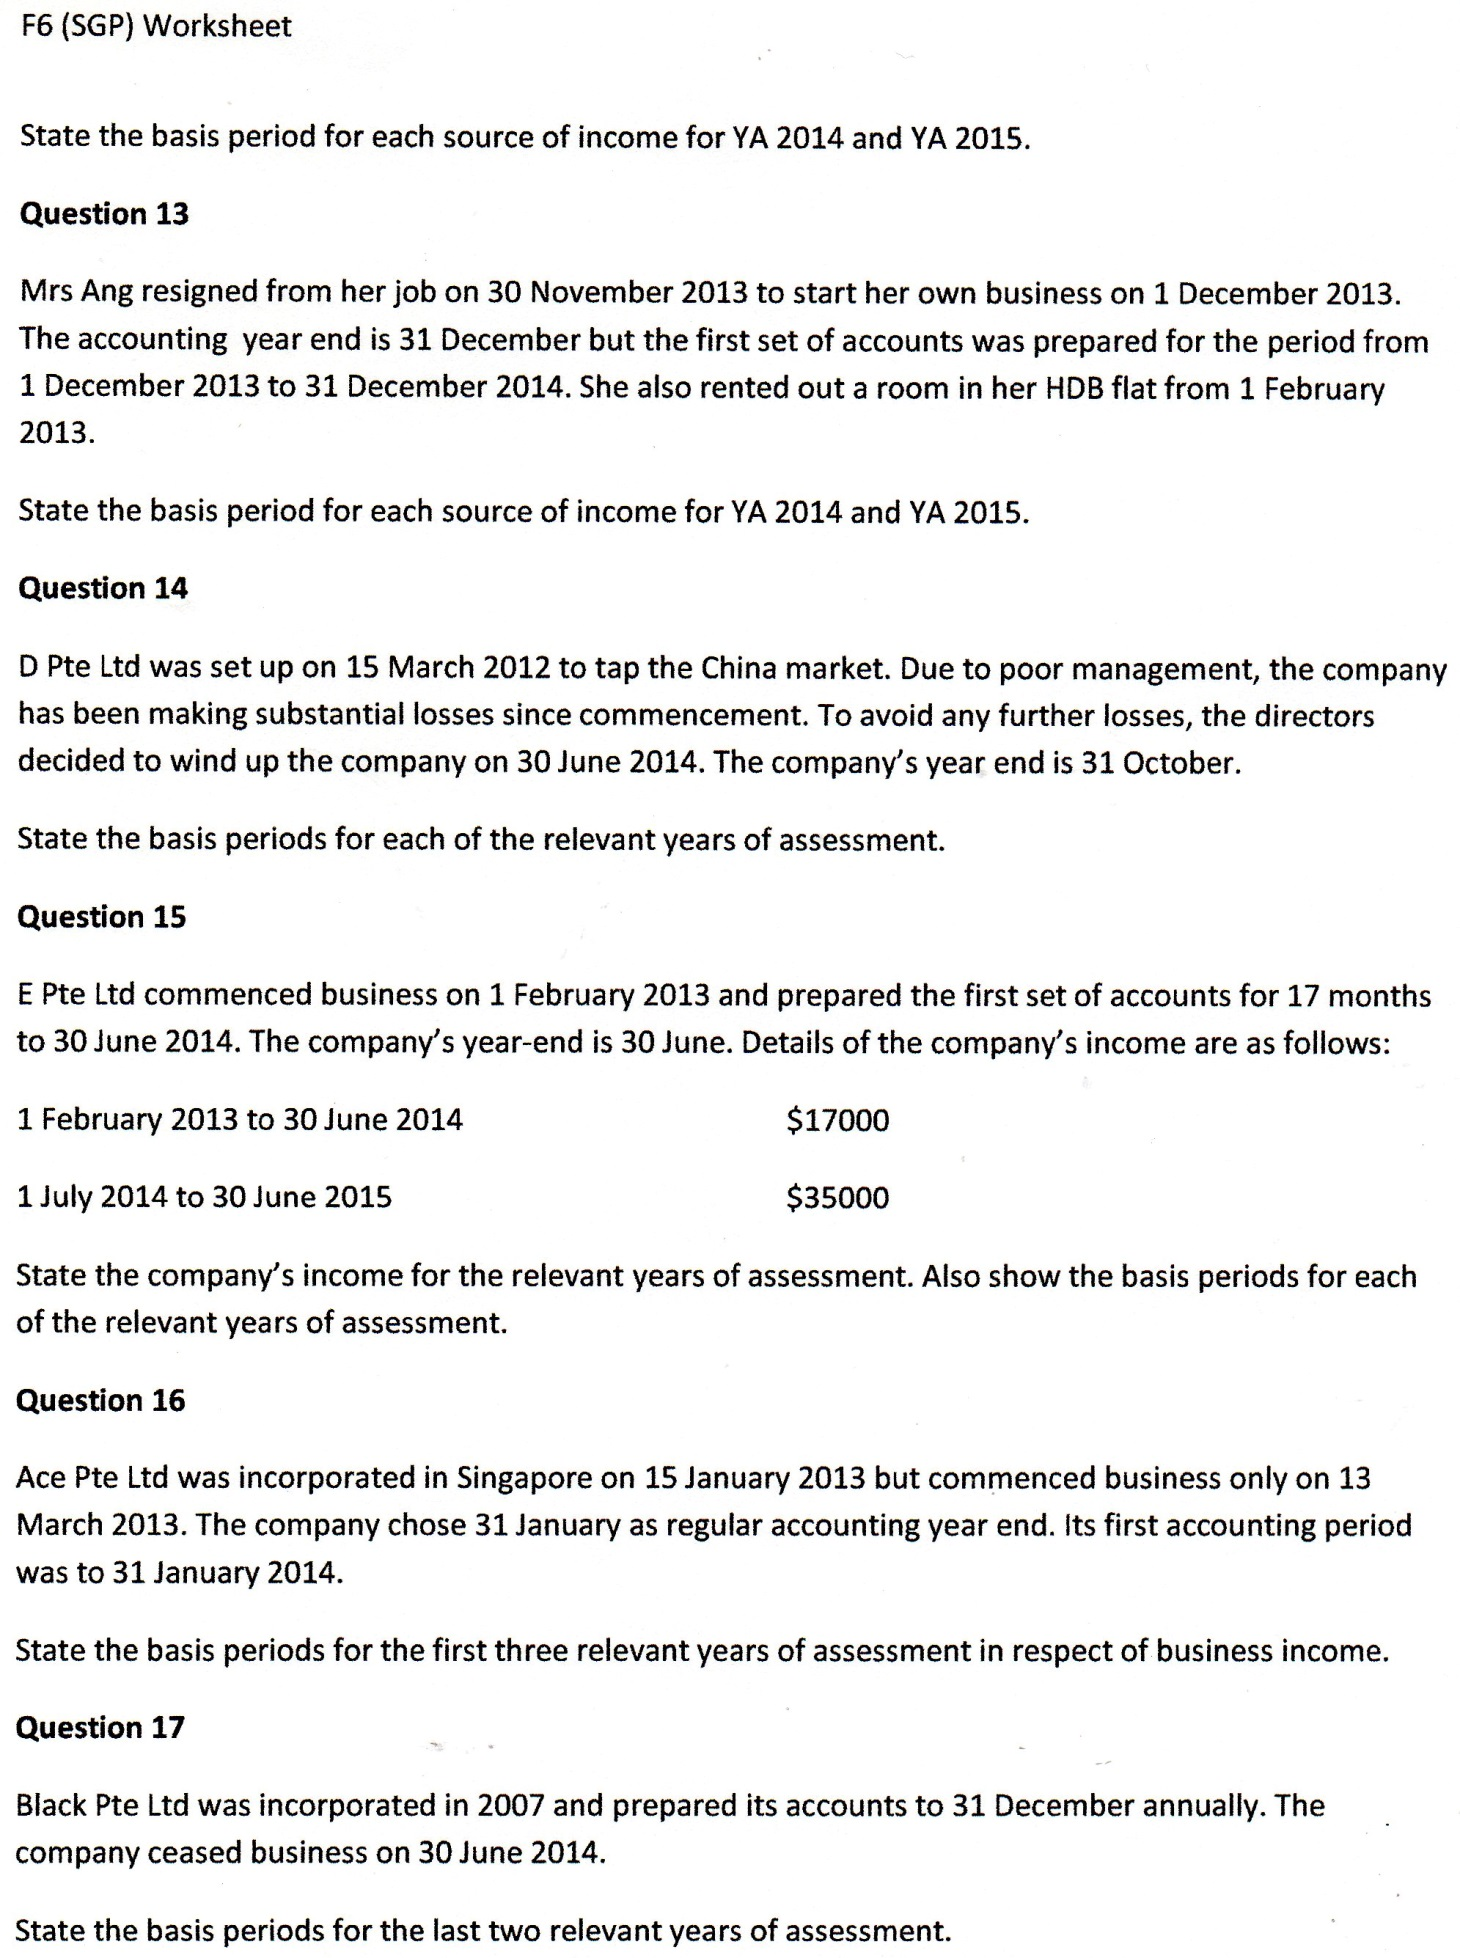 F6 (SGP) Worksheet
State the basis period for each source of income for YA 2014 and YA 2015.
Question 13
Mrs Ang resigned from her job on 30 November 2013 to start her own business on 1 December 2013.
The accounting year end is 31 December but the first set of accounts was prepared for the period from
1 December 2013 to 31 December 2014. She also rented out a room in her HDB flat from 1 February
2013.
State the basis period for each source of income for YA 2014 and YA 2015.
Question 14
D Pte Ltd was set up on 15 March 2012 to tap the China market. Due to poor management, the company
has been making substantial losses since commencement. To avoid any further losses, the directors
decided to wind up the company on 30 June 2014. The company's year end is 31 October.
State the basis periods for each of the relevant years of assessment.
Question 15
E Pte Ltd commenced business on 1 February 2013 and prepared the first set of accounts for 17 months
to 30 June 2014. The company's year-end is 30 June. Details of the company's income are as follows:
1 February 2013 to 30 June 2014 $17000
1 July 2014 to 30 June 2015 $35000
State the company's income for the relevant years of assessment. Also show the basis periods for each
of the relevant years of assessment.
Question 16
Ace Pte Ltd was incorporated in Singapore on 15 January 2013 but commenced business only on 13
March 2013. The company chose 31 January as regular accounting year end. Its first accounting period
was to 31 January 2014.
State the basis periods for the first three relevant years of assessment in respect of business income.
Question 17
Black Pte Ltd was incorporated in 2007 and prepared its accounts to 31 December annually. The
company ceased business on 30 June 2014.
State the basis periods for the last two relevant years of assessment.